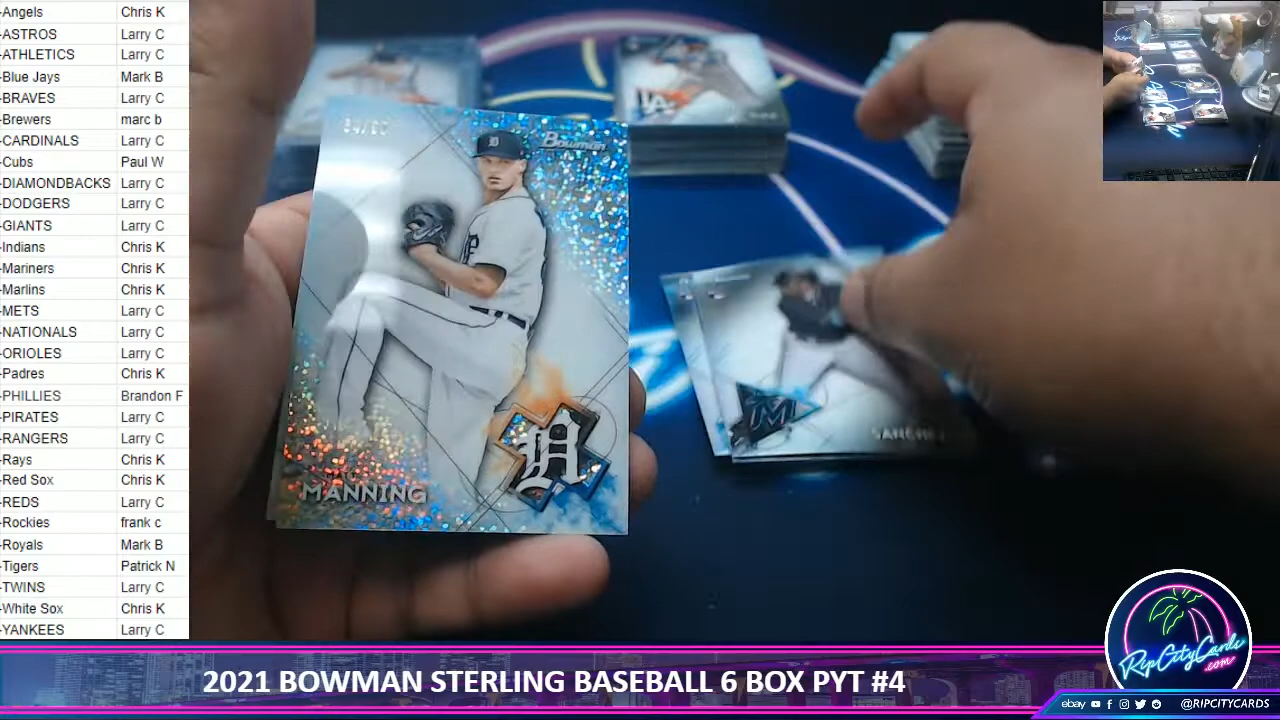 -Angels Chris K
-ASTROS Larry C
-ATHLETICS Larry C
-Blue Jays Mark B
-BRAVES Larry C
-Brewers marc b
-CARDINALS Larry C
-Cubs Paul W
-DIAMONDBACKS Larry C
-DODGERS Larry C
-GIANTS Larry C
-Indians Chris K
-Mariners Chris K
-Marlins Chris K
-METS Larry C
-NATIONALS Larry C
-ORIOLES Larry C
-Padres Chris K
-PHILLIES Brandon F
-PIRATES Larry C
-RANGERS Larry C
-Rays Chris K
-Red Sox Chris K
-REDS Larry C
-Rockies frank c
-Royals Mark B
-Tigers Patrick N
-TWINS Larry C
-White Sox Chris K
-YANKEES Larry C
Bowman
D
MANNING
M
RipCityCards
.com
2021 BOWMAN STERLING BASEBALL 6 BOX PYT #4
ebay @RIPCITYCARDS